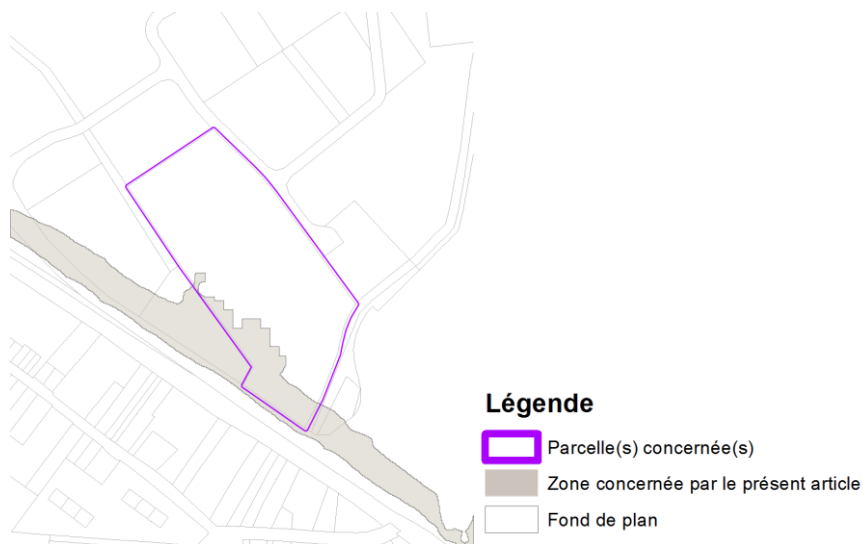 Légende
Parcelle(s) concernée(s)
Zone concernée par le présent article
Fond de plan